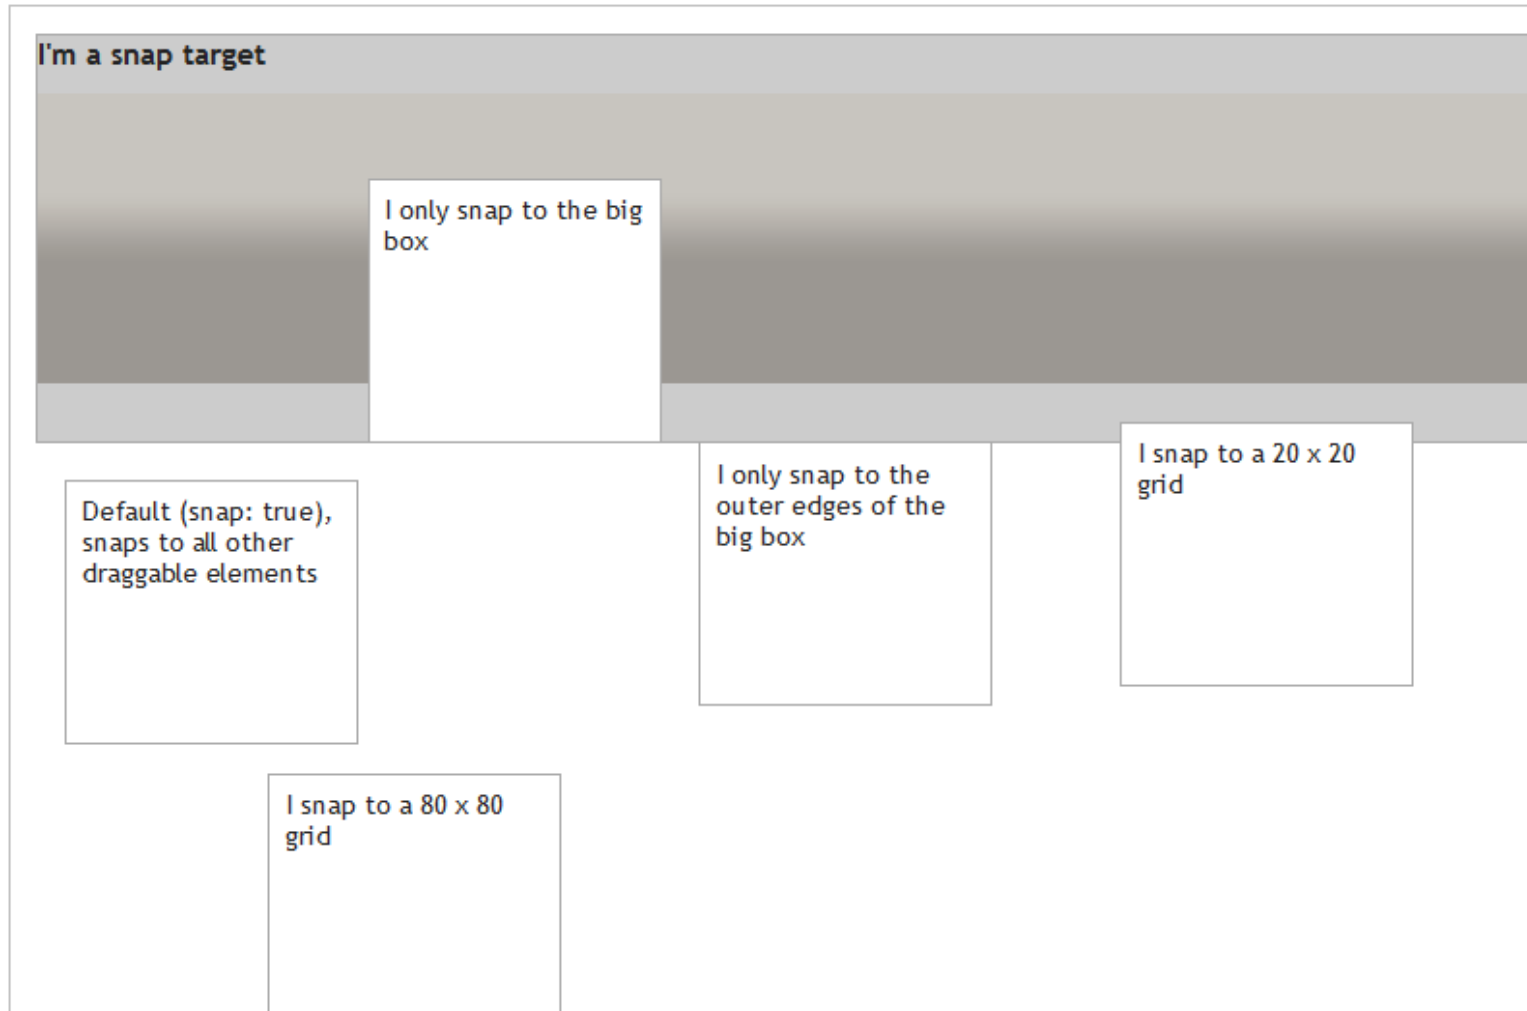 I'm a snap target
I only snap to the big
box
I only snap to the
outer edges of the
big box
I snap to a 20 x 20
grid
Default (snap: true),
snaps to all other
draggable elements
I snap to a 80 x 80
grid